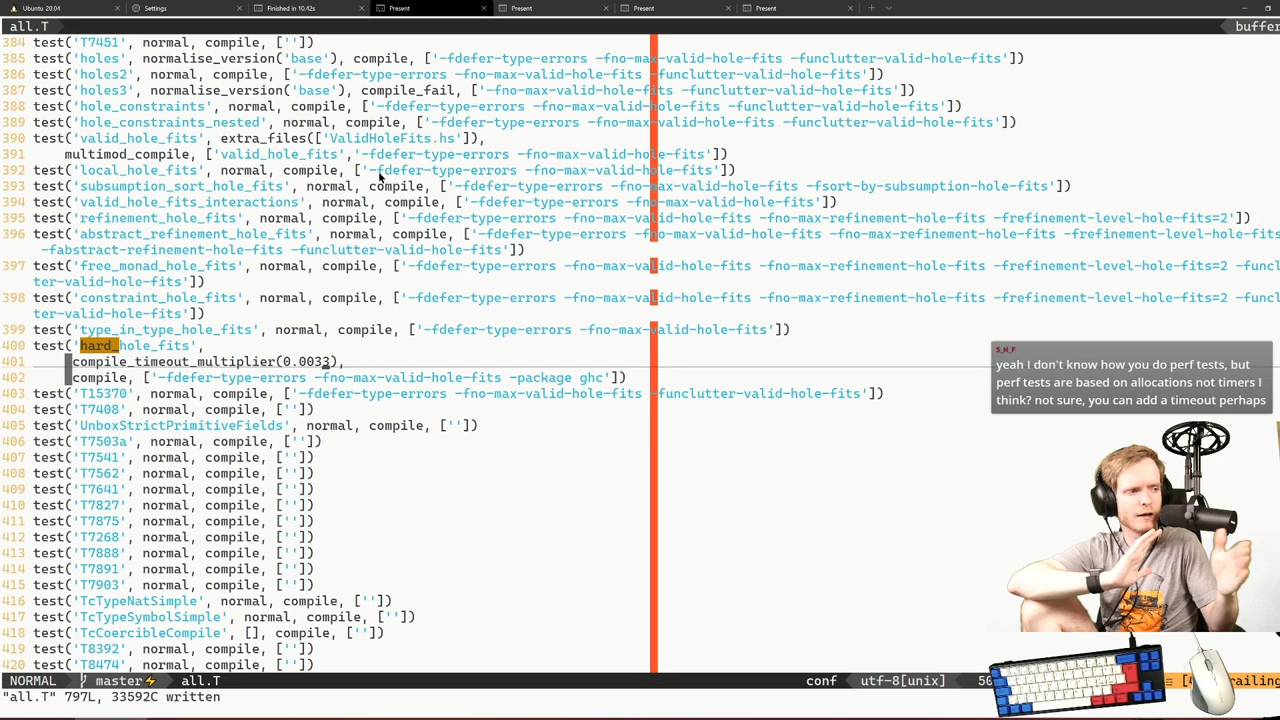 Ubuntu 20.04
Settings
Finished in 10.42s
Present
Present
Present
Present
all.T
buffer
384 test('T7451', normal, compile, [''])
385 test('holes', normalise_version('base'), compile, ['-fdefer-type-errors -fno-max-valid-hole-fits -funclutter-valid-hole-fits'])
386 test('holes2', normal, compile, ['-fdefer-type-errors -fno-max-valid-hole-fits -funclutter-valid-hole-fits'])
387 test('holes3', normalise_version('base'), compile_fail, ['-fno-max-valid-hole-fits -funclutter-valid-hole-fits'])
388 test('hole_constraints', normal, compile, ['-fdefer-type-errors -fno-max-valid-hole-fits -funclutter-valid-hole-fits'])
389 test('hole_constraints_nested', normal, compile, ['-fdefer-type-errors -fno-max-valid-hole-fits -funclutter-valid-hole-fits'])
390 test('valid_hole_fits', extra_files(['ValidHoleFits.hs']),
391     multimod_compile, ['valid_hole_fits','-fdefer-type-errors -fno-max-valid-hole-fits'])
392 test('local_hole_fits', normal, compile, ['-fdefer-type-errors -fno-max-valid-hole-fits'])
393 test('subsumption_sort_hole_fits', normal, compile, ['-fdefer-type-errors -fno-max-valid-hole-fits -fsort-by-subsumption-hole-fits'])
394 test('valid_hole_fits_interactions', normal, compile, ['-fdefer-type-errors -fno-max-valid-hole-fits'])
395 test('refinement_hole_fits', normal, compile, ['-fdefer-type-errors -fno-max-valid-hole-fits -fno-max-refinement-hole-fits -frefinement-level-hole-fits=2'])
396 test('abstract_refinement_hole_fits', normal, compile, ['-fdefer-type-errors -fno-max-valid-hole-fits -fno-max-refinement-hole-fits -frefinement-level-hole-fits
-fabstract-refinement-hole-fits -funclutter-valid-hole-fits'])
397 test('free_monad_hole_fits', normal, compile, ['-fdefer-type-errors -fno-max-valid-hole-fits -frefinement-level-hole-fits=2 -func
ter-valid-hole-fits'])
398 test('constraint_hole_fits', normal, compile, ['-fdefer-type-errors -fno-max-valid-hole-fits -frefinement-level-hole-fits=2 -func
ter-valid-hole-fits'])
399 test('type_in_type_hole_fits', normal, compile, ['-fdefer-type-errors -fno-max-valid-hole-fits'])
400 test('hard_hole_fits',
401     compile_timeout_multiplier(0.0033),
402     compile, ['-fdefer-type-errors -fno-max-valid-hole-fits -package ghc'])
403 test('T15370', normal, compile, ['-fdefer-type-errors -fno-max-valid-hole-fits -funclutter-valid-hole-fits'])
404 test('T7408', normal, compile, [''])
405 test('UnboxStrictPrimitiveFields', normal, compile, [''])
406 test('T7503a', normal, compile, [''])
407 test('T7541', normal, compile, [''])
408 test('T7562', normal, compile, [''])
409 test('T7641', normal, compile, [''])
410 test('T7827', normal, compile, [''])
411 test('T7875', normal, compile, [''])
412 test('T7268', normal, compile, [''])
413 test('T7888', normal, compile, [''])
414 test('T7891', normal, compile, [''])
415 test('T7903', normal, compile, [''])
416 test('TcTypeNatSimple', normal, compile, [''])
417 test('TcTypeSymbolSimple', normal, compile, [''])
418 test('TcCoercibleCompile', [], compile, [''])
419 test('T8392', normal, compile, [''])
420 test('T8474', normal, compile, [''])
S_H_F
yeah I don't know how you do perf tests, but
perf tests are based on allocations not timers I
think? not sure, you can add a timeout perhaps
NORMAL master all.T conf utf-8[unix] 50
"all.T" 797L, 33592C written